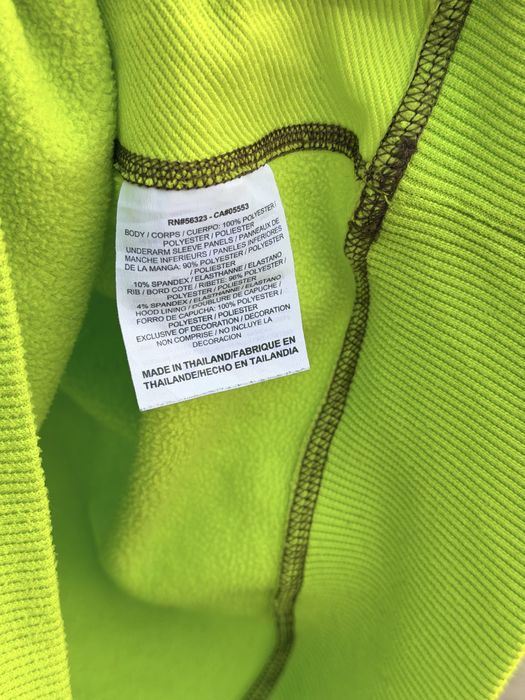 RN#56323 - CA#05553
BODY / CORPS / CUERPO: 100% POLYESTER /
POLYESTER / POLIESTER
UNDERARM SLEEVE PANELS / PANNEAUX DE
MANCHE INFERIEURS / PANELES INFERIORES
DE LA MANGA: 90% POLYESTER / POLYESTER
/ POLIESTER
10% SPANDEX / ELASTHANNE / ELASTANO
RIB / BORD COTE / RIBETE: 96% POLYESTER /
POLYESTER / POLIESTER
4% SPANDEX / ELASTHANNE / ELASTANO
HOOD LINING / DOUBLURE DE CAPUCHE /
FORRO DE CAPUCHA: 100% POLYESTER /
POLYESTER / POLIESTER
EXCLUSIVE OF DECORATION / DECORATION
NON COMPRISE / NO INCLUYE LA
DECORACION
MADE IN THAILAND/FABRIQUE EN
THAILANDE/HECHO EN TAILANDIA